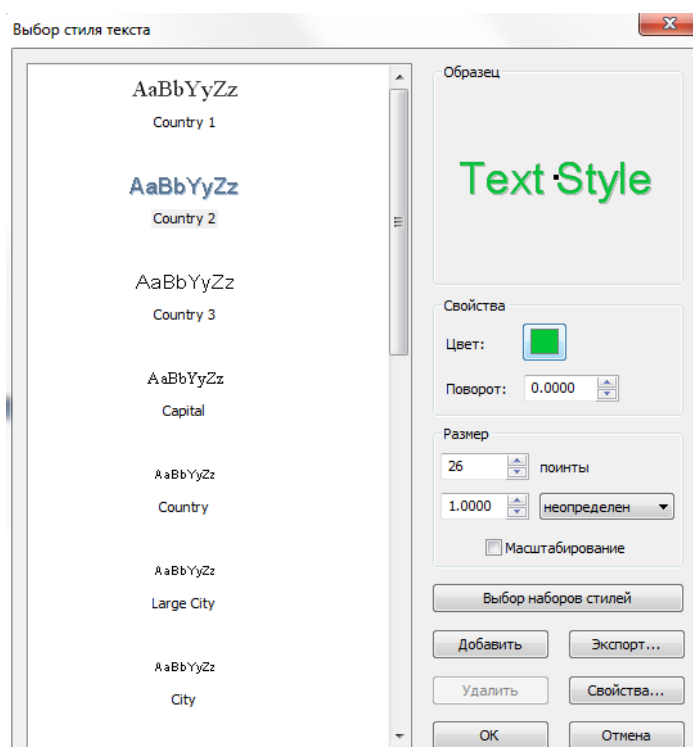 Выбор стиля текста
AaBbYyZz
Country 1
AaBbYyZz
Country 2
AaBbYyZz
Country 3
AaBbYyZz
Capital
AaBbYyZz
Country
AaBbYyZz
Large City
AaBbYyZz
City
Образец
Text Style
Свойства
Цвет:
Поворот: 0.0000
Размер
26 поинты
1.0000 неопределен
Масштабирование
Выбор наборов стилей
Добавить Экспорт...
Удалить Свойства...
OK Отмена